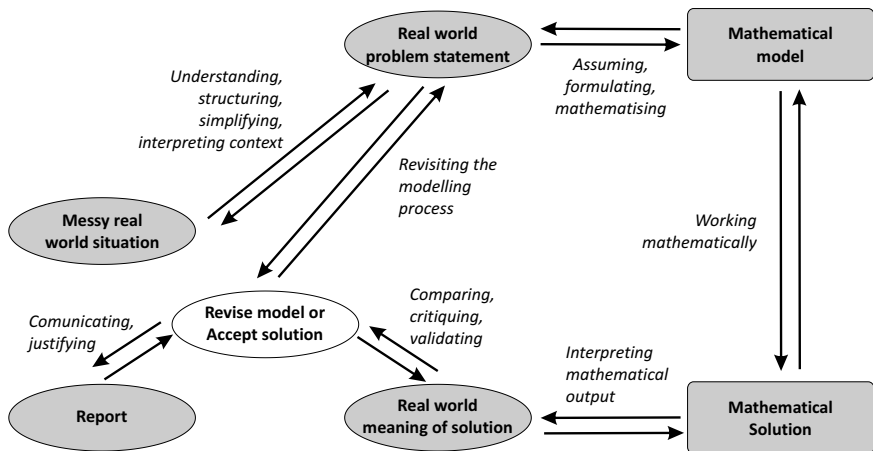 Real world
problem statement
Mathematical
model
Understanding,
structuring,
simplifying,
interpreting context
Assuming,
formulating,
mathematising
Revisiting the
modelling
process
Messy real
world situation
Working
mathematically
Revise model or
Accept solution
Comparing,
critiquing,
validating
Comunicating,
justifying
Interpreting
mathematical
output
Report
Real world
meaning of solution
Mathematical
Solution